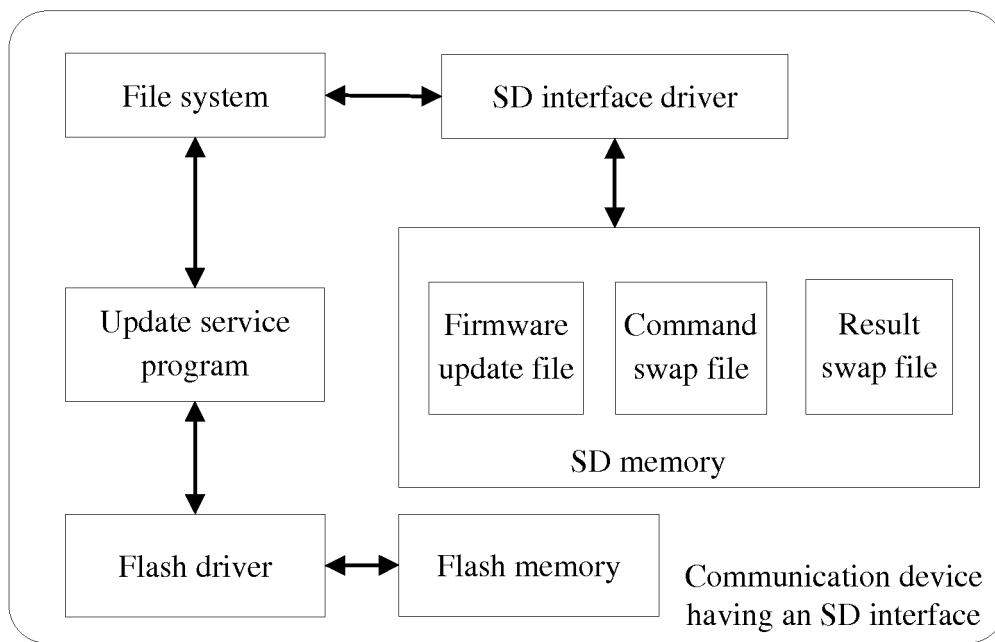 File system
SD interface driver
Update service
program
Firmware
update file
Command
swap file
Result
swap file
SD memory
Flash driver
Flash memory
Communication device
having an SD interface